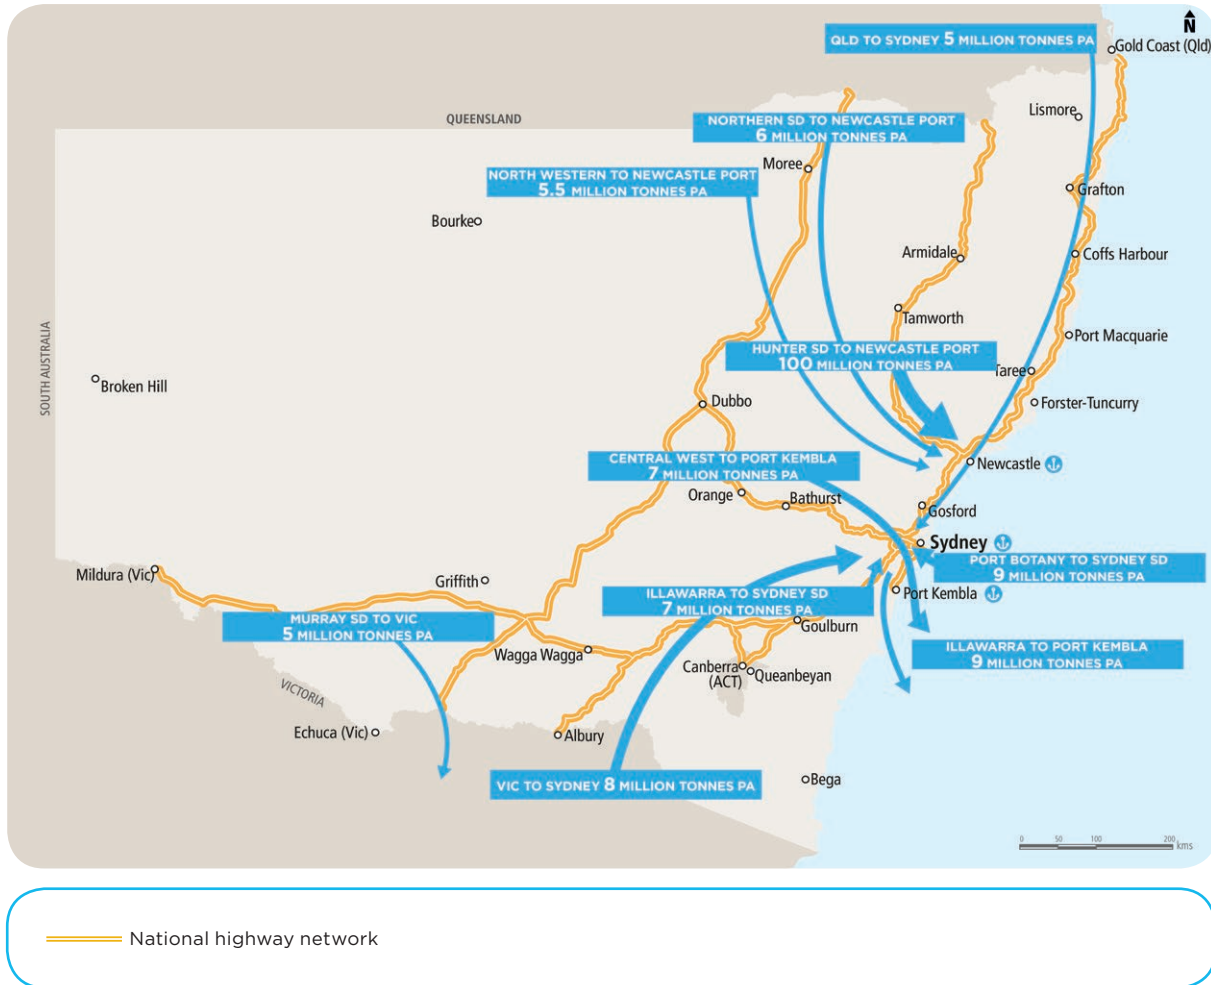 N
QLD TO SYDNEY 5 MILLION TONNES PA
Gold Coast (Qld)
QUEENSLAND
NORTHERN SD TO NEWCASTLE PORT
6 MILLION TONNES PA
Lismore
Moree
NORTH WESTERN TO NEWCASTLE PORT
5.5 MILLION TONNES PA
Grafton
Bourke
Armidale
Coffs Harbour
Tamworth
Port Macquarie
SOUTH AUSTRALIA
HUNTER SD TO NEWCASTLE PORT
100 MILLION TONNES PA
Taree
Broken Hill
Dubbo
Forster-Tuncurry
CENTRAL WEST TO PORT KEMBLA
7 MILLION TONNES PA
Newcastle
Orange
Bathurst
Gosford
Sydney
PORT BOTANY TO SYDNEY SD
9 MILLION TONNES PA
Mildura (Vic)
Griffith
ILLAWARRA TO SYDNEY SD
7 MILLION TONNES PA
Port Kembla
MURRAY SD TO VIC
5 MILLION TONNES PA
Goulburn
ILLAWARRA TO PORT KEMBLA
9 MILLION TONNES PA
Wagga Wagga
Canberra
(ACT)
Queanbeyan
VICTORIA
Echuca (Vic)
Albury
VIC TO SYDNEY 8 MILLION TONNES PA
Bega
0 50 100 200 kms
National highway network